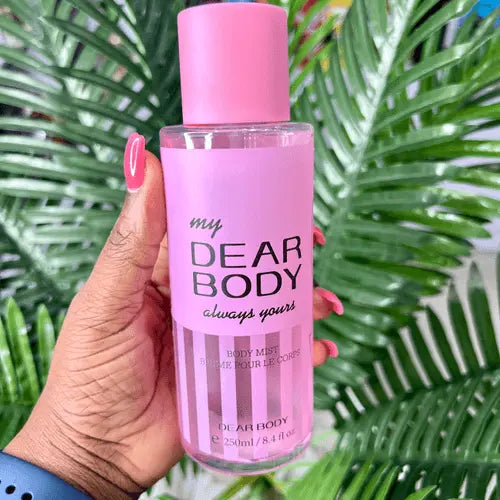 my
DEAR
BODY
always yours
BODY MIST
BRUME POUR LE CORPS
DEAR BODY
e 250ml / 8.4 fl oz